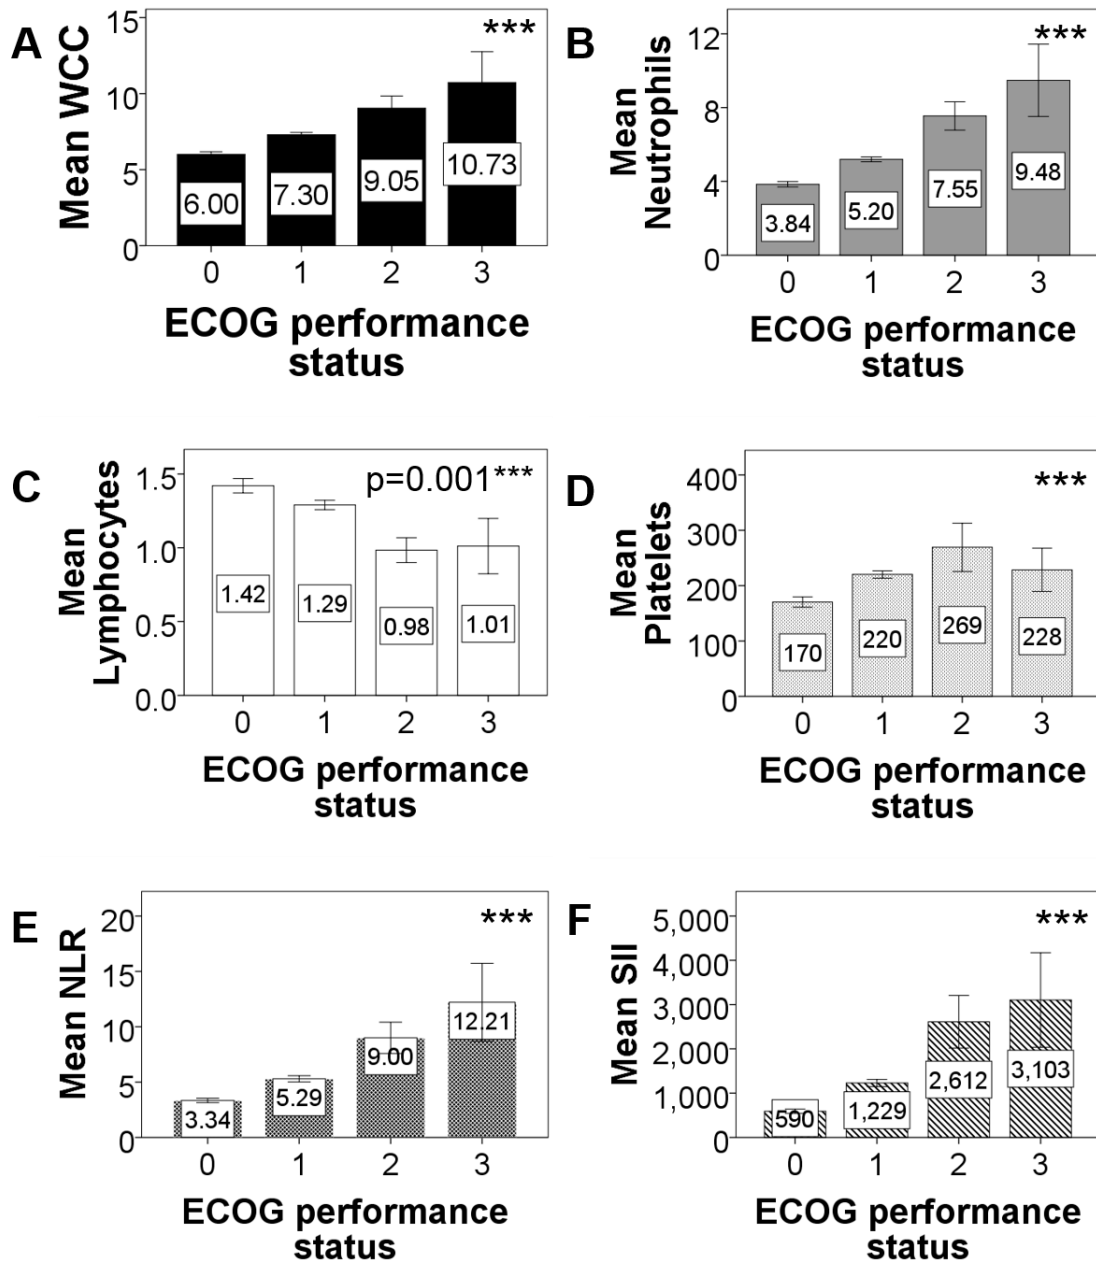 A
Mean WCC
15
10
5
0
***
6.00
7.30
9.05
10.73
0 1 2 3
ECOG performance
status
B
Mean
Neutrophils
12
8
4
0
***
3.84
5.20
7.55
9.48
0 1 2 3
ECOG performance
status
C
Mean
Lymphocytes
1.5
1.0
0.5
0.0
p=0.001***
1.42
1.29
0.98
1.01
0 1 2 3
ECOG performance
status
D
Mean
Platelets
400
300
200
100
0
***
170
220
269
228
0 1 2 3
ECOG performance
status
E
Mean NLR
20
15
10
5
0
***
3.34
5.29
9.00
12.21
0 1 2 3
ECOG performance
status
F
Mean SII
5,000
4,000
3,000
2,000
1,000
0
***
590
1,229
2,612
3,103
0 1 2 3
ECOG performance
status